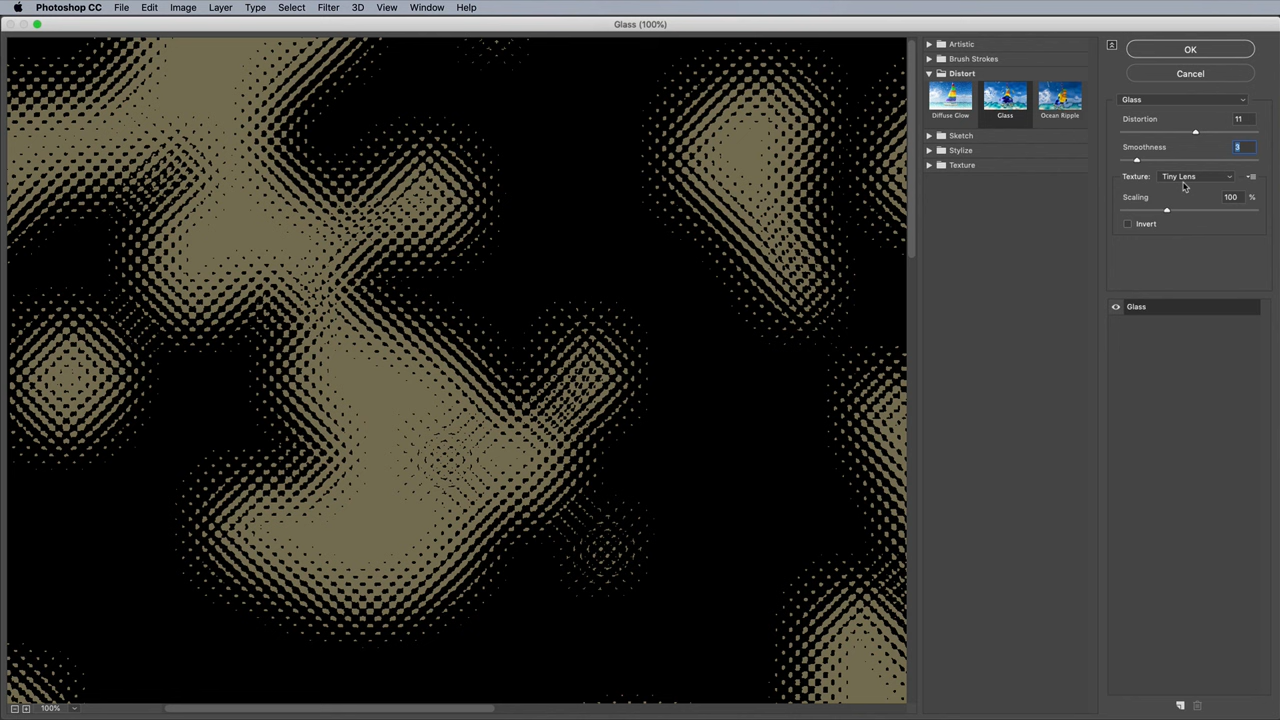 Photoshop CC File Edit Image Layer Type Select Filter 3D View Window Help
Glass (100%)
Artistic
Brush Strokes
Distort
Diffuse Glow Glass Ocean Ripple
Sketch
Stylize
Texture
OK
Cancel
Glass
Distortion 11
Smoothness 3
Texture: Tiny Lens
Scaling 100 %
Invert
Glass
100%